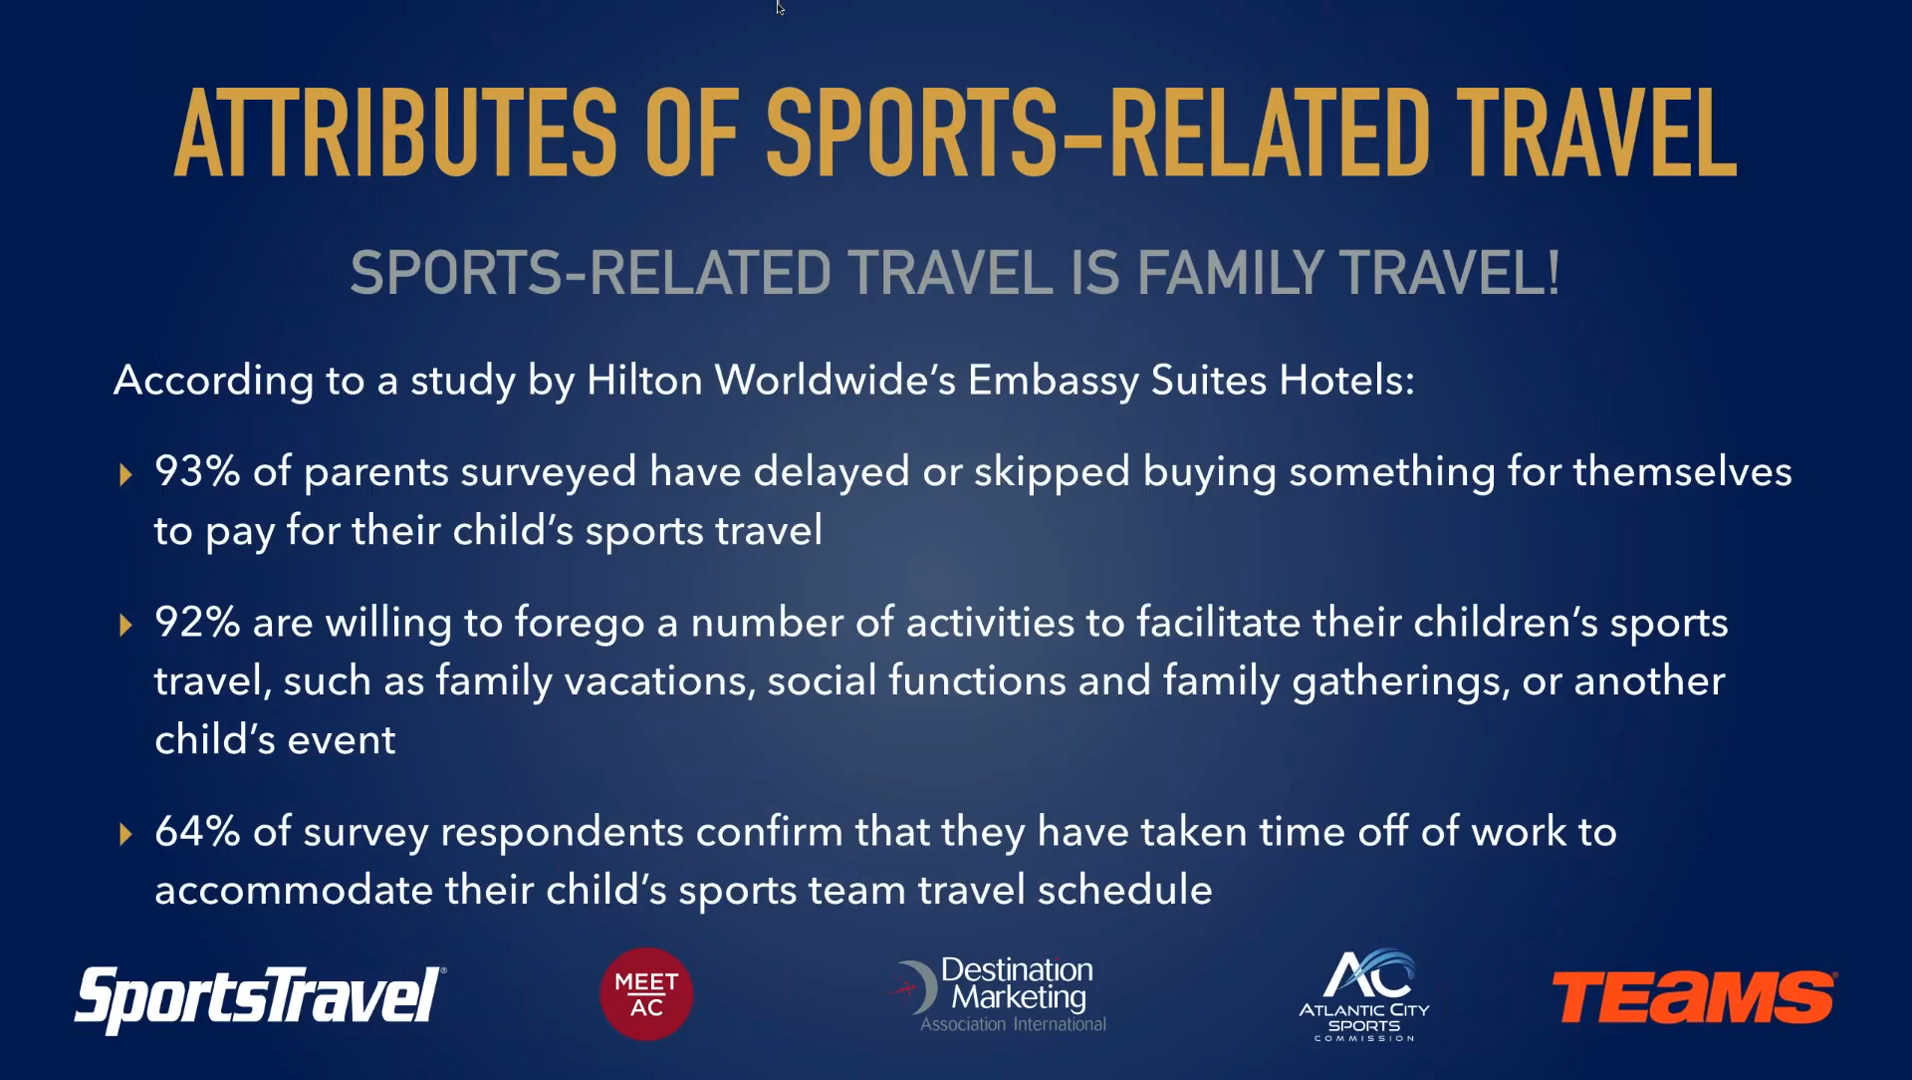 ATTRIBUTES OF SPORTS-RELATED TRAVEL
SPORTS-RELATED TRAVEL IS FAMILY TRAVEL!
According to a study by Hilton Worldwide’s Embassy Suites Hotels:
93% of parents surveyed have delayed or skipped buying something for themselves
to pay for their child’s sports travel
92% are willing to forego a number of activities to facilitate their children’s sports
travel, such as family vacations, social functions and family gatherings, or another
child’s event
64% of survey respondents confirm that they have taken time off of work to
accommodate their child’s sports team travel schedule
SportsTravel®
MEET
AC
Destination
Marketing
Association International
AC
ATLANTIC CITY
SPORTS
COMMISSION
TEAMS®